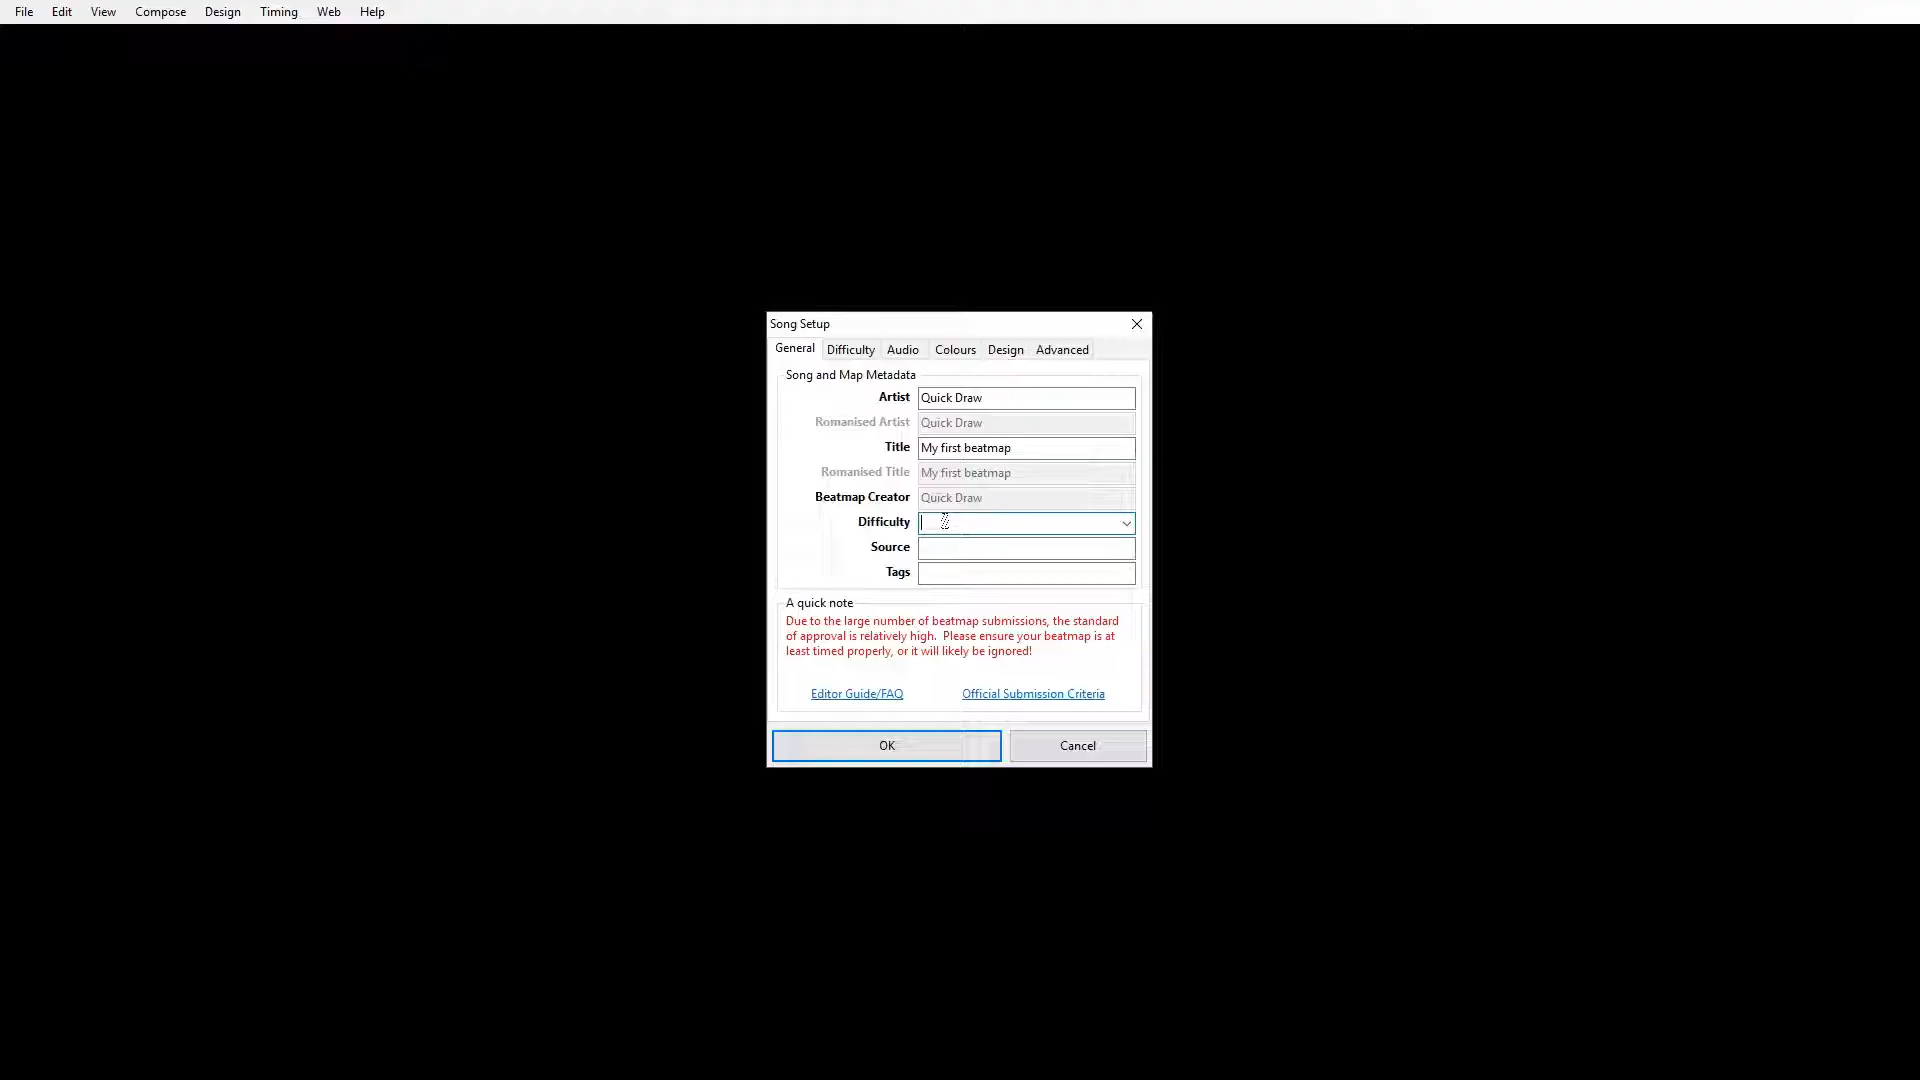 File Edit View Compose Design Timing Web Help
Song Setup
General Difficulty Audio Colours Design Advanced
Song and Map Metadata
Artist Quick Draw
Romanised Artist Quick Draw
Title My first beatmap
Romanised Title My first beatmap
Beatmap Creator Quick Draw
Difficulty
Source
Tags
A quick note
Due to the large number of beatmap submissions, the standard
of approval is relatively high. Please ensure your beatmap is at
least timed properly, or it will likely be ignored!
Editor Guide/FAQ Official Submission Criteria
OK Cancel